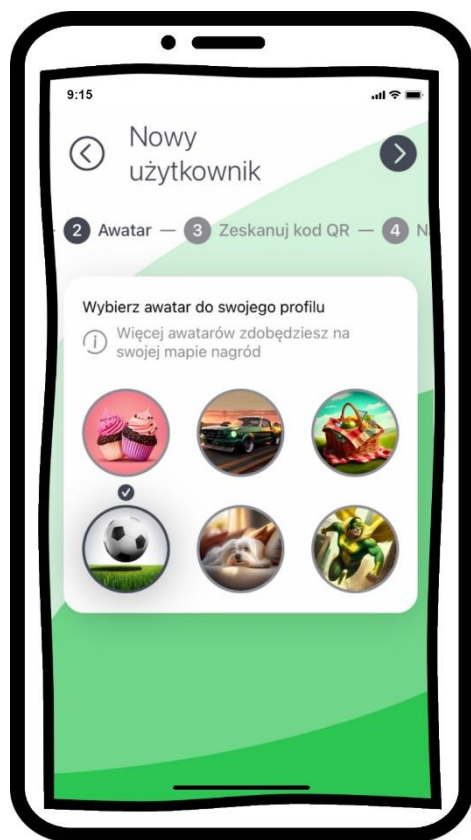 9:15
Nowy
użytkownik
2 Awatar — 3 Zeskanuj kod QR — 4
Wybierz awatar do swojego profilu
Więcej awatarów zdobędziesz na
swojej mapie nagród